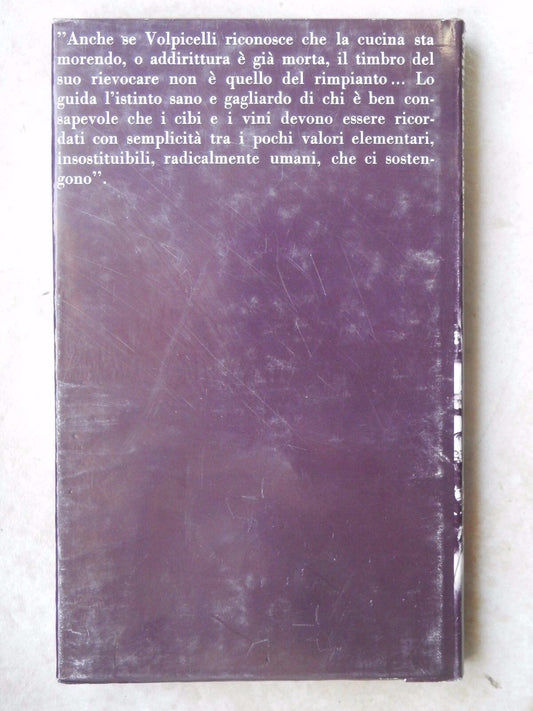 ”Anche se Volpicelli riconosce che la cucina sta
morendo, o addirittura è già morta, il timbro del
suo rievocare non è quello del rimpianto ... Lo
guida l’istinto sano e gagliardo di chi è ben con-
sapevole che i cibi e i vini devono essere ricor-
dati con semplicità tra i pochi valori elementari,
insostituibili, radicalmente umani, che ci sosten-
gono”.